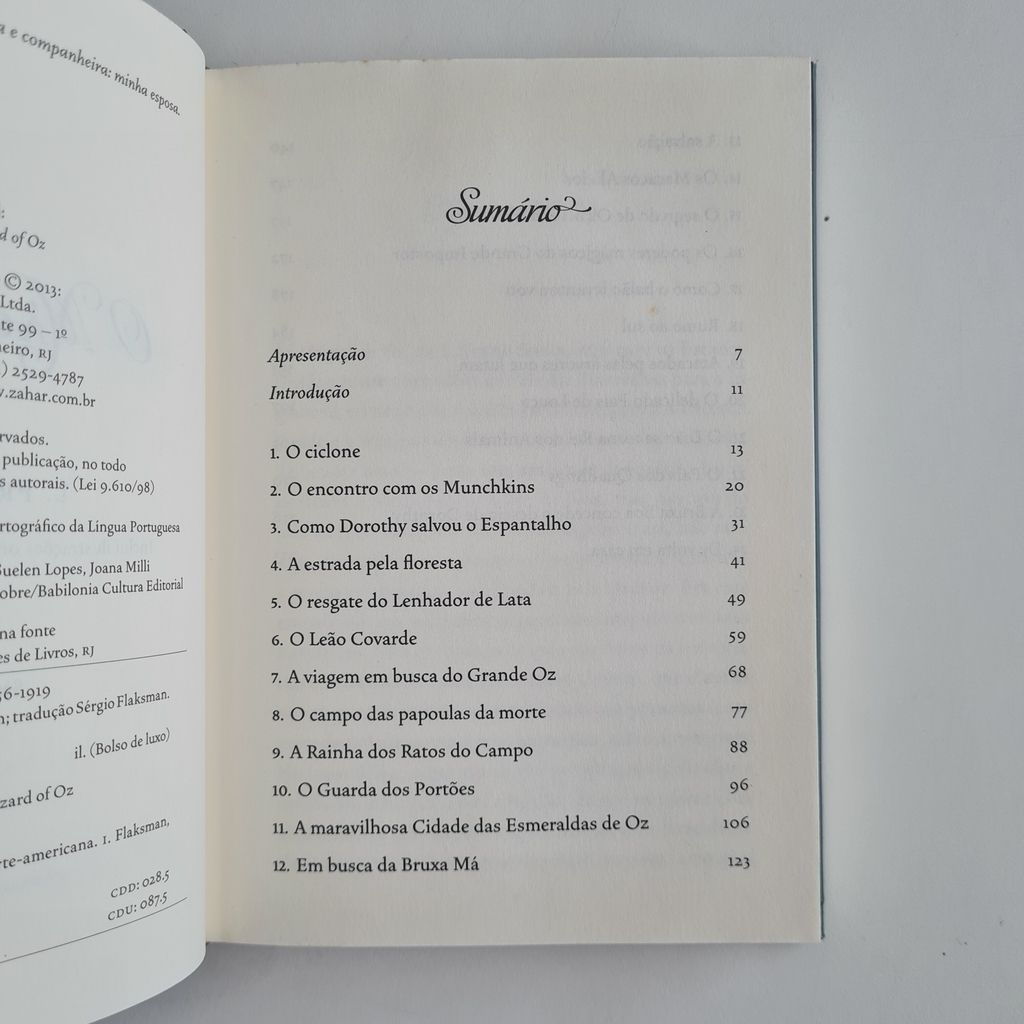 a e companheira: minha esposa.
d of Oz
© 2013:
Ltda.
te 99 – 1º
neiro, RJ
) 2529-4787
.zahar.com.br
rvados.
publicação, no todo
s autorais. (Lei 9.610/98)
rtográfico da Língua Portuguesa
Suelen Lopes, Joana Milli
obre/Babilonia Cultura Editorial
na fonte
es de Livros, RJ
56-1919
; tradução Sérgio Flaksman.
il. (Bolso de luxo)
zard of Oz
rte-americana. 1. Flaksman,
CDD: 028.5
CDU: 087.5
Sumário
Apresentação 7
Introdução 11
1. O ciclone 13
2. O encontro com os Munchkins 20
3. Como Dorothy salvou o Espantalho 31
4. A estrada pela floresta 41
5. O resgate do Lenhador de Lata 49
6. O Leão Covarde 59
7. A viagem em busca do Grande Oz 68
8. O campo das papoulas da morte 77
9. A Rainha dos Ratos do Campo 88
10. O Guarda dos Portões 96
11. A maravilhosa Cidade das Esmeraldas de Oz 106
12. Em busca da Bruxa Má 123